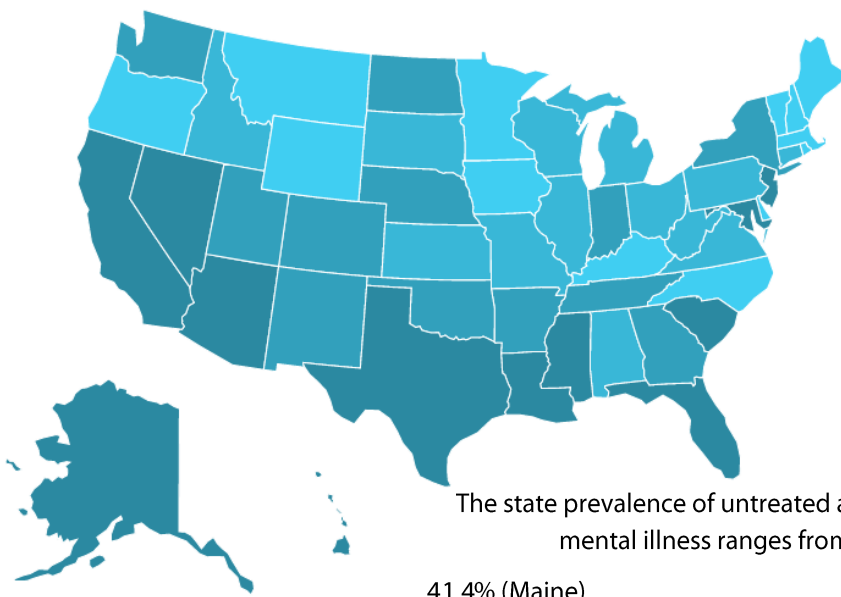 The state prevalence of untreated
mental illness ranges from
41.4% (Maine)